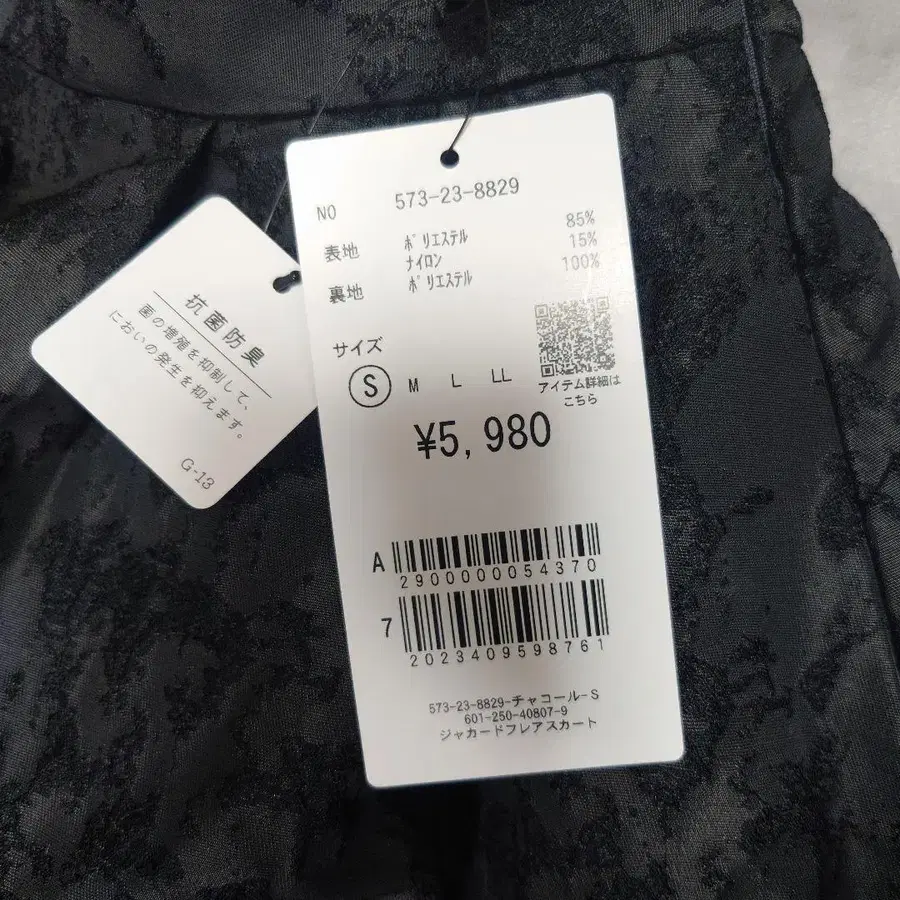 抗菌防臭
菌の増殖を抑制して、
においの発生を抑えます。
G-13
NO 573-23-8829
表地 ﾎﾟﾘｴｽﾃﾙ 85%
ﾅｲﾛﾝ 15%
裏地 ﾎﾟﾘｴｽﾃﾙ 100%
サイズ
S M L LL
アイテム詳細は
こちら
¥5,980
A
2900000054370
7
2023409598761
573-23-8829-チャコール-S
601-250-40807-9
ジャカードフレアスカート